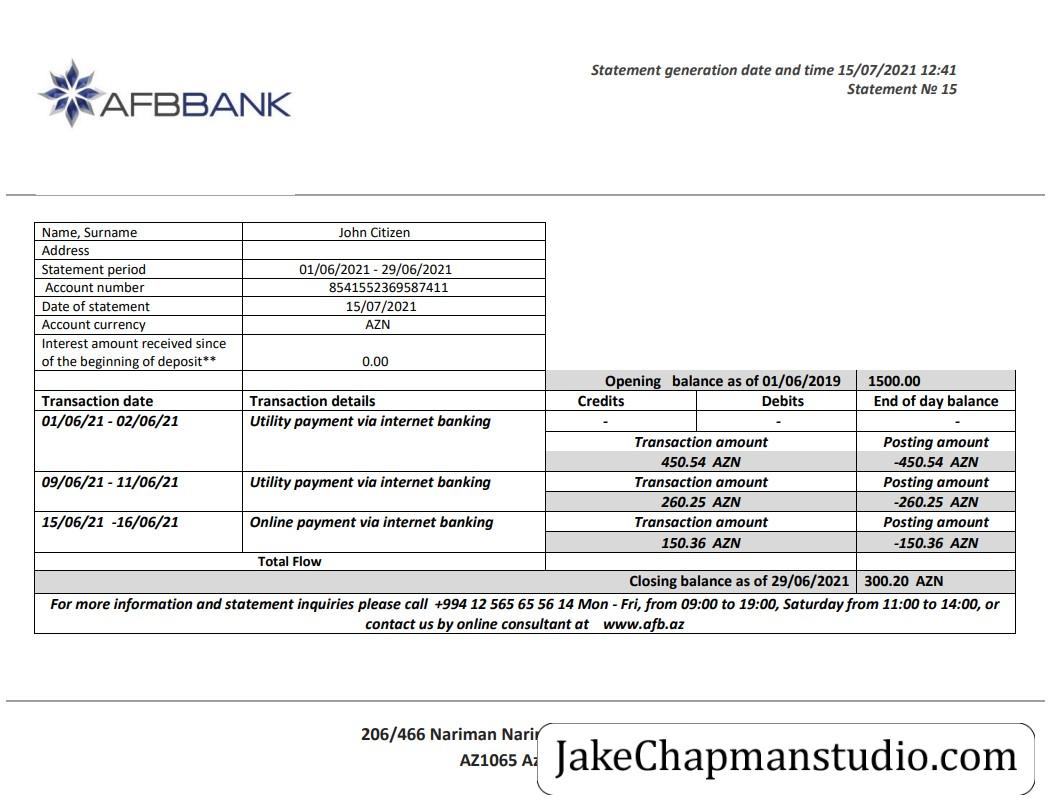 Statement generation date and time 15/07/2021 12:41
Statement № 15
AFBBANK
Name, Surname John Citizen
Address
Statement period 01/06/2021 - 29/06/2021
Account number 8541552369587411
Date of statement 15/07/2021
Account currency AZN
Interest amount received since
of the beginning of deposit** 0.00
Opening balance as of 01/06/2019 1500.00
Transaction date Transaction details Credits Debits End of day balance
01/06/21 - 02/06/21 Utility payment via internet banking - - -
Transaction amount Posting amount
450.54 AZN -450.54 AZN
09/06/21 - 11/06/21 Utility payment via internet banking Transaction amount Posting amount
260.25 AZN -260.25 AZN
15/06/21 -16/06/21 Online payment via internet banking Transaction amount Posting amount
150.36 AZN -150.36 AZN
Total Flow
Closing balance as of 29/06/2021 300.20 AZN
For more information and statement inquiries please call +994 12 565 65 56 14 Mon - Fri, from 09:00 to 19:00, Saturday from 11:00 to 14:00, or
contact us by online consultant at www.afb.az
206/466 Nariman
AZ1065
JakeChapmanstudio.com